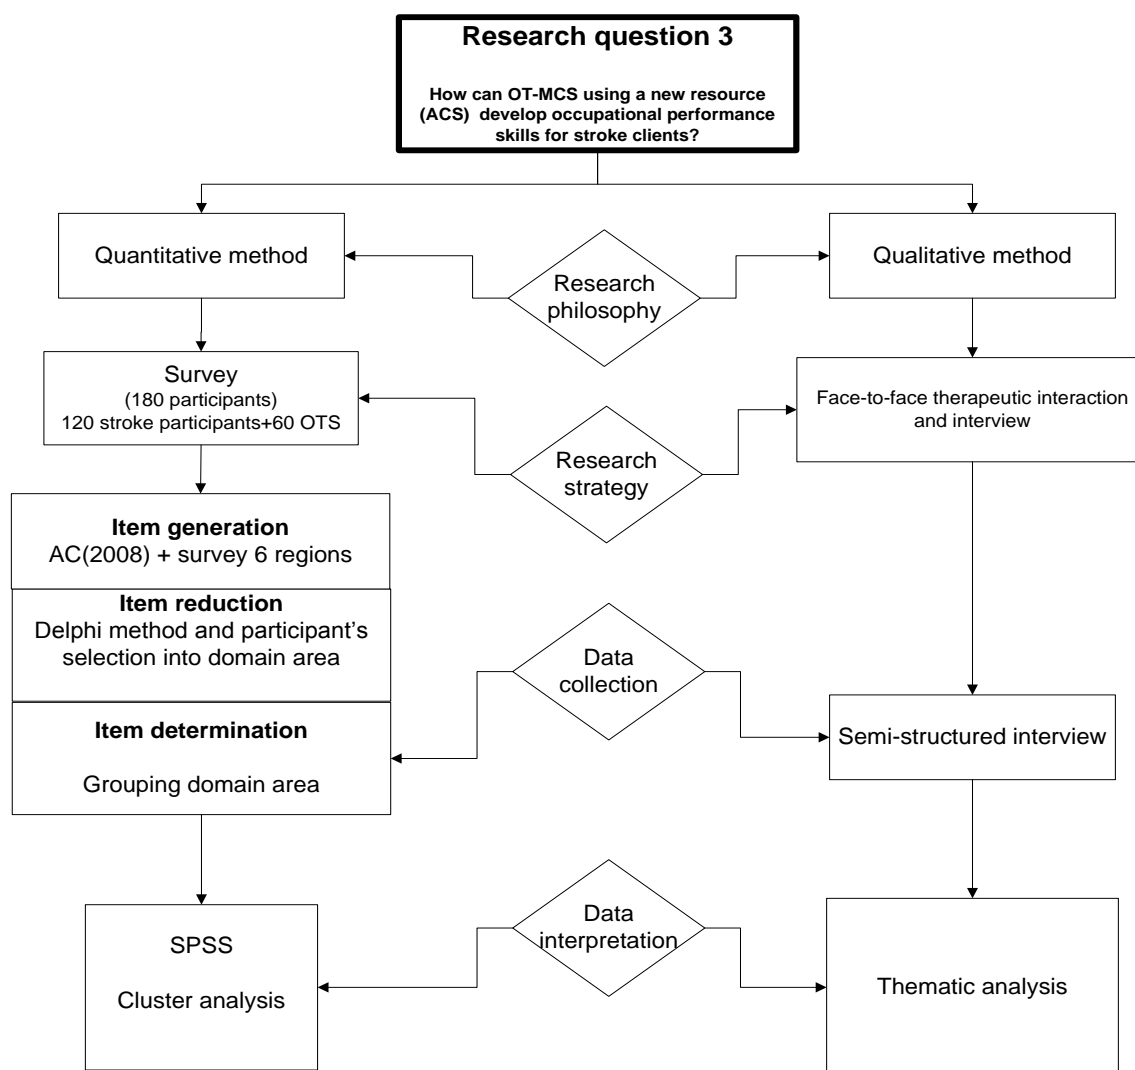 Research question 3
How can OT-MCS using a new resource
(ACS) develop occupational performance
skills for stroke clients?
Quantitative method
Research
philosophy
Qualitative method
Survey
(180 participants)
120 stroke participants+60 OTS
Research
strategy
Face-to-face therapeutic interaction
and interview
Item generation
AC(2008) + survey 6 regions
Item reduction
Delphi method and participant's
selection into domain area
Item determination
Grouping domain area
Data
collection
Semi-structured interview
SPSS
Cluster analysis
Data
interpretation
Thematic analysis